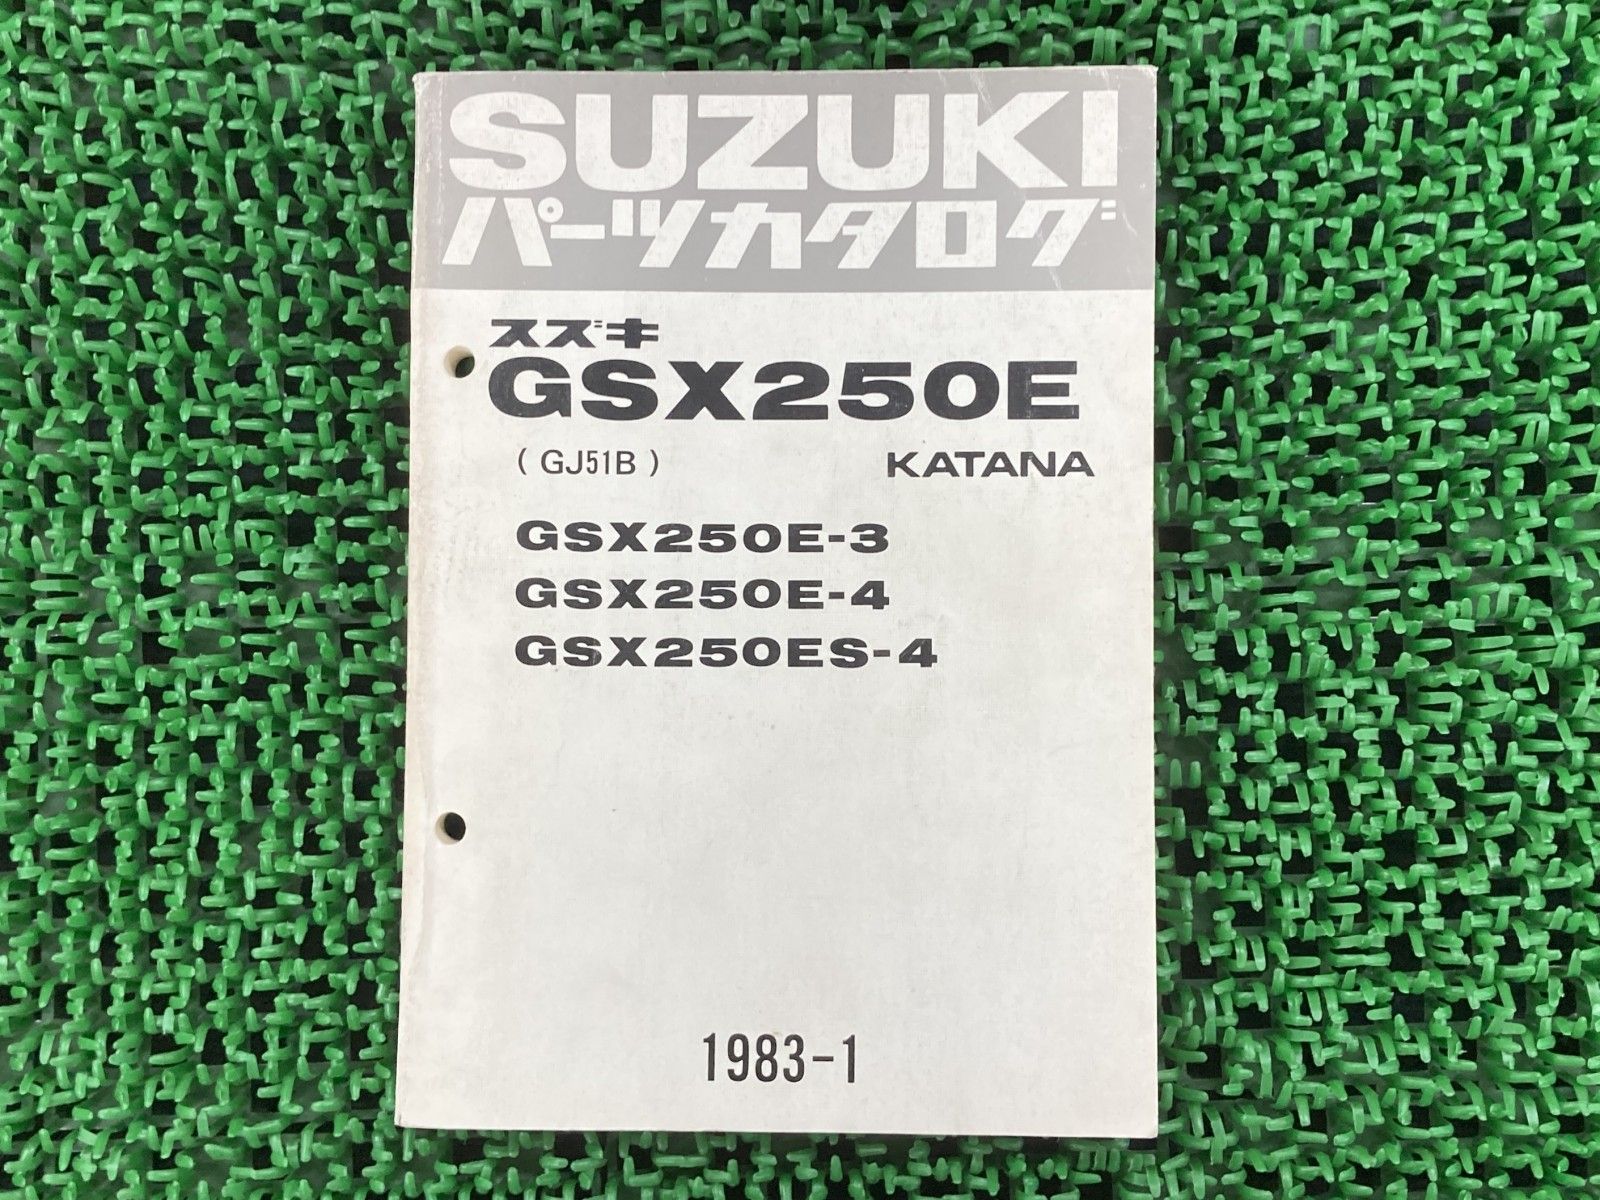 SUZUKI
パーツカタログ
スズキ
GSX250E
(GJ51B) KATANA
GSX250E-3
GSX250E-4
GSX250ES-4
1983-1